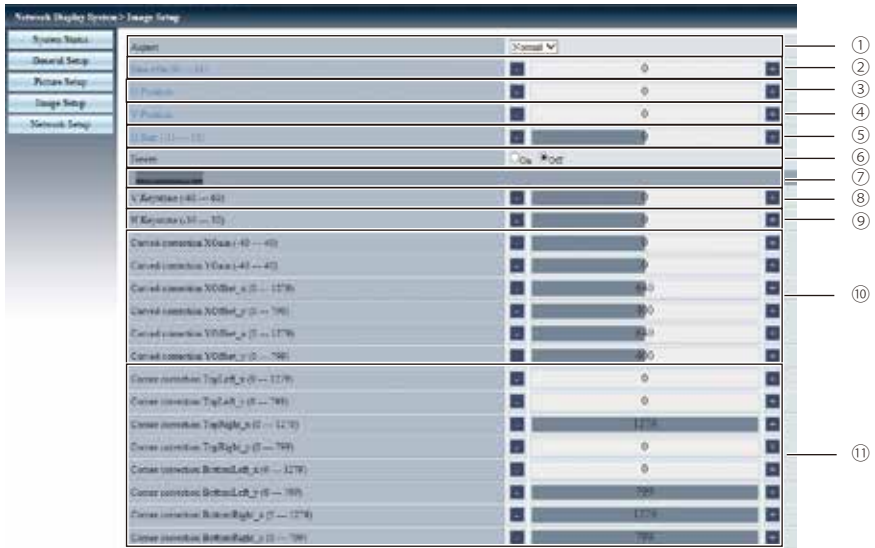 Network Display System > Image Setup
System Status
General Setup
Picture Setup
Image Setup
Network Setup
Aspect Normal ①
- 0 + ②
H Position - 0 + ③
V Position - 0 + ④
- 0 + ⑤
On Off ⑥
⑦
V Keystone (-40 --- 40) - 0 + ⑧
H Keystone (-30 --- 30) - 0 + ⑨
Curved correction XGain (-40 --- 40) - 0 +
Curved correction YGain (-40 --- 40) - 0 +
Curved correction XOffset_x (0 --- 1279) - 640 +
Curved correction XOffset_y (0 --- 799) - 400 +
Curved correction YOffset_x (0 --- 1279) - 640 +
Curved correction YOffset_y (0 --- 799) - 400 +
⑩
Corner correction TopLeft_x (0 --- 1279) - 0 +
Corner correction TopLeft_y (0 --- 799) - 0 +
Corner correction TopRight_x (0 --- 1279) - 1279 +
Corner correction TopRight_y (0 --- 799) - 0 +
Corner correction BottomLeft_x (0 --- 1279) - 0 +
Corner correction BottomLeft_y (0 --- 799) - 799 +
Corner correction BottomRight_x (0 --- 1279) - 1279 +
Corner correction BottomRight_y (0 --- 799) - 799 +
⑪